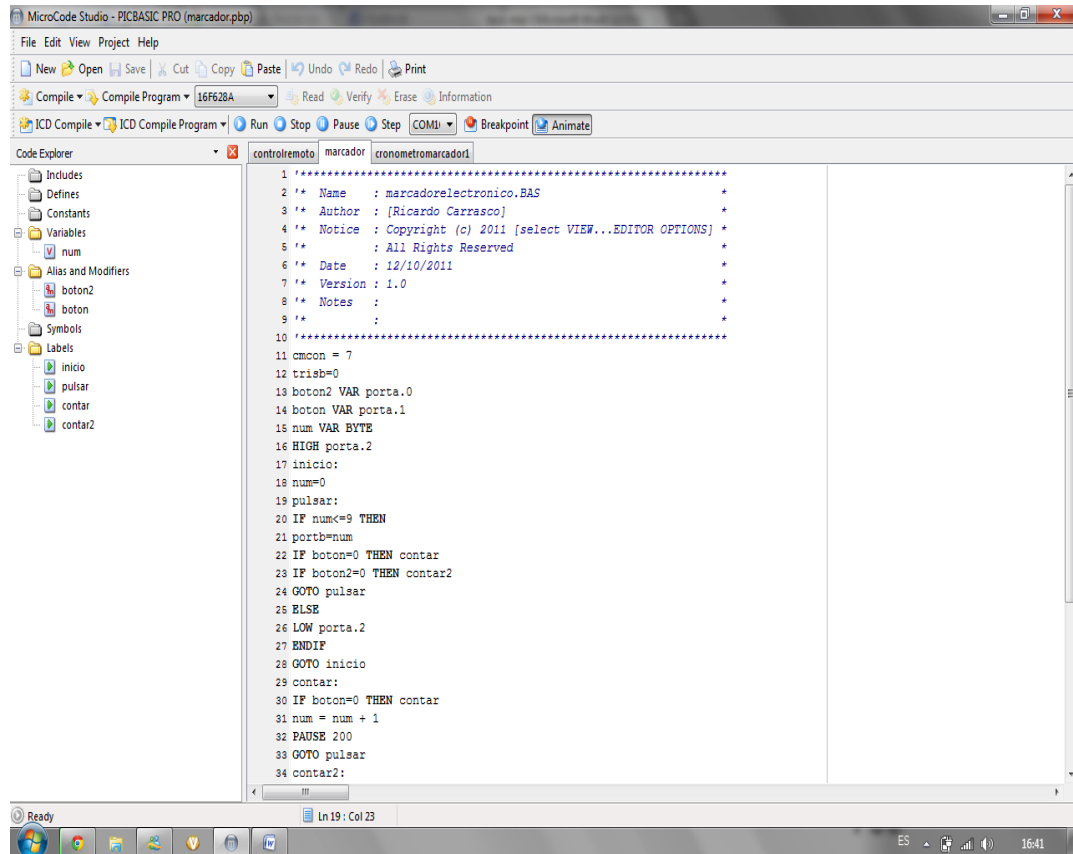 MicroCode Studio - PICBASIC PRO (marcador.pbp)
File Edit View Project Help
New Open Save Cut Copy Paste Undo Redo Print
Compile Compile Program 16F628A Read Verify Erase Information
ICD Compile ICD Compile Program Run Stop Pause Step COM1 Breakpoint Animate
Code Explorer
Includes
Defines
Constants
Variables
num
Alias and Modifiers
boton2
boton
Symbols
Labels
inicio
pulsar
contar
contar2
controlremoto marcador cronometromarcador1
1 '****************************************************************
2 '* Name : marcadorelectronico.BAS *
3 '* Author : [Ricardo Carrasco] *
4 '* Notice : Copyright (c) 2011 [select VIEW...EDITOR OPTIONS] *
5 '* : All Rights Reserved *
6 '* Date : 12/10/2011 *
7 '* Version : 1.0 *
8 '* Notes : *
9 '* : *
10 '****************************************************************
11 cmcon = 7
12 trisb=0
13 boton2 VAR porta.0
14 boton VAR porta.1
15 num VAR BYTE
16 HIGH porta.2
17 inicio:
18 num=0
19 pulsar:
20 IF num<=9 THEN
21 portb=num
22 IF boton=0 THEN contar
23 IF boton2=0 THEN contar2
24 GOTO pulsar
25 ELSE
26 LOW porta.2
27 ENDIF
28 GOTO inicio
29 contar:
30 IF boton=0 THEN contar
31 num = num + 1
32 PAUSE 200
33 GOTO pulsar
34 contar2:
Ready Ln 19 : Col 23
ES 16:41